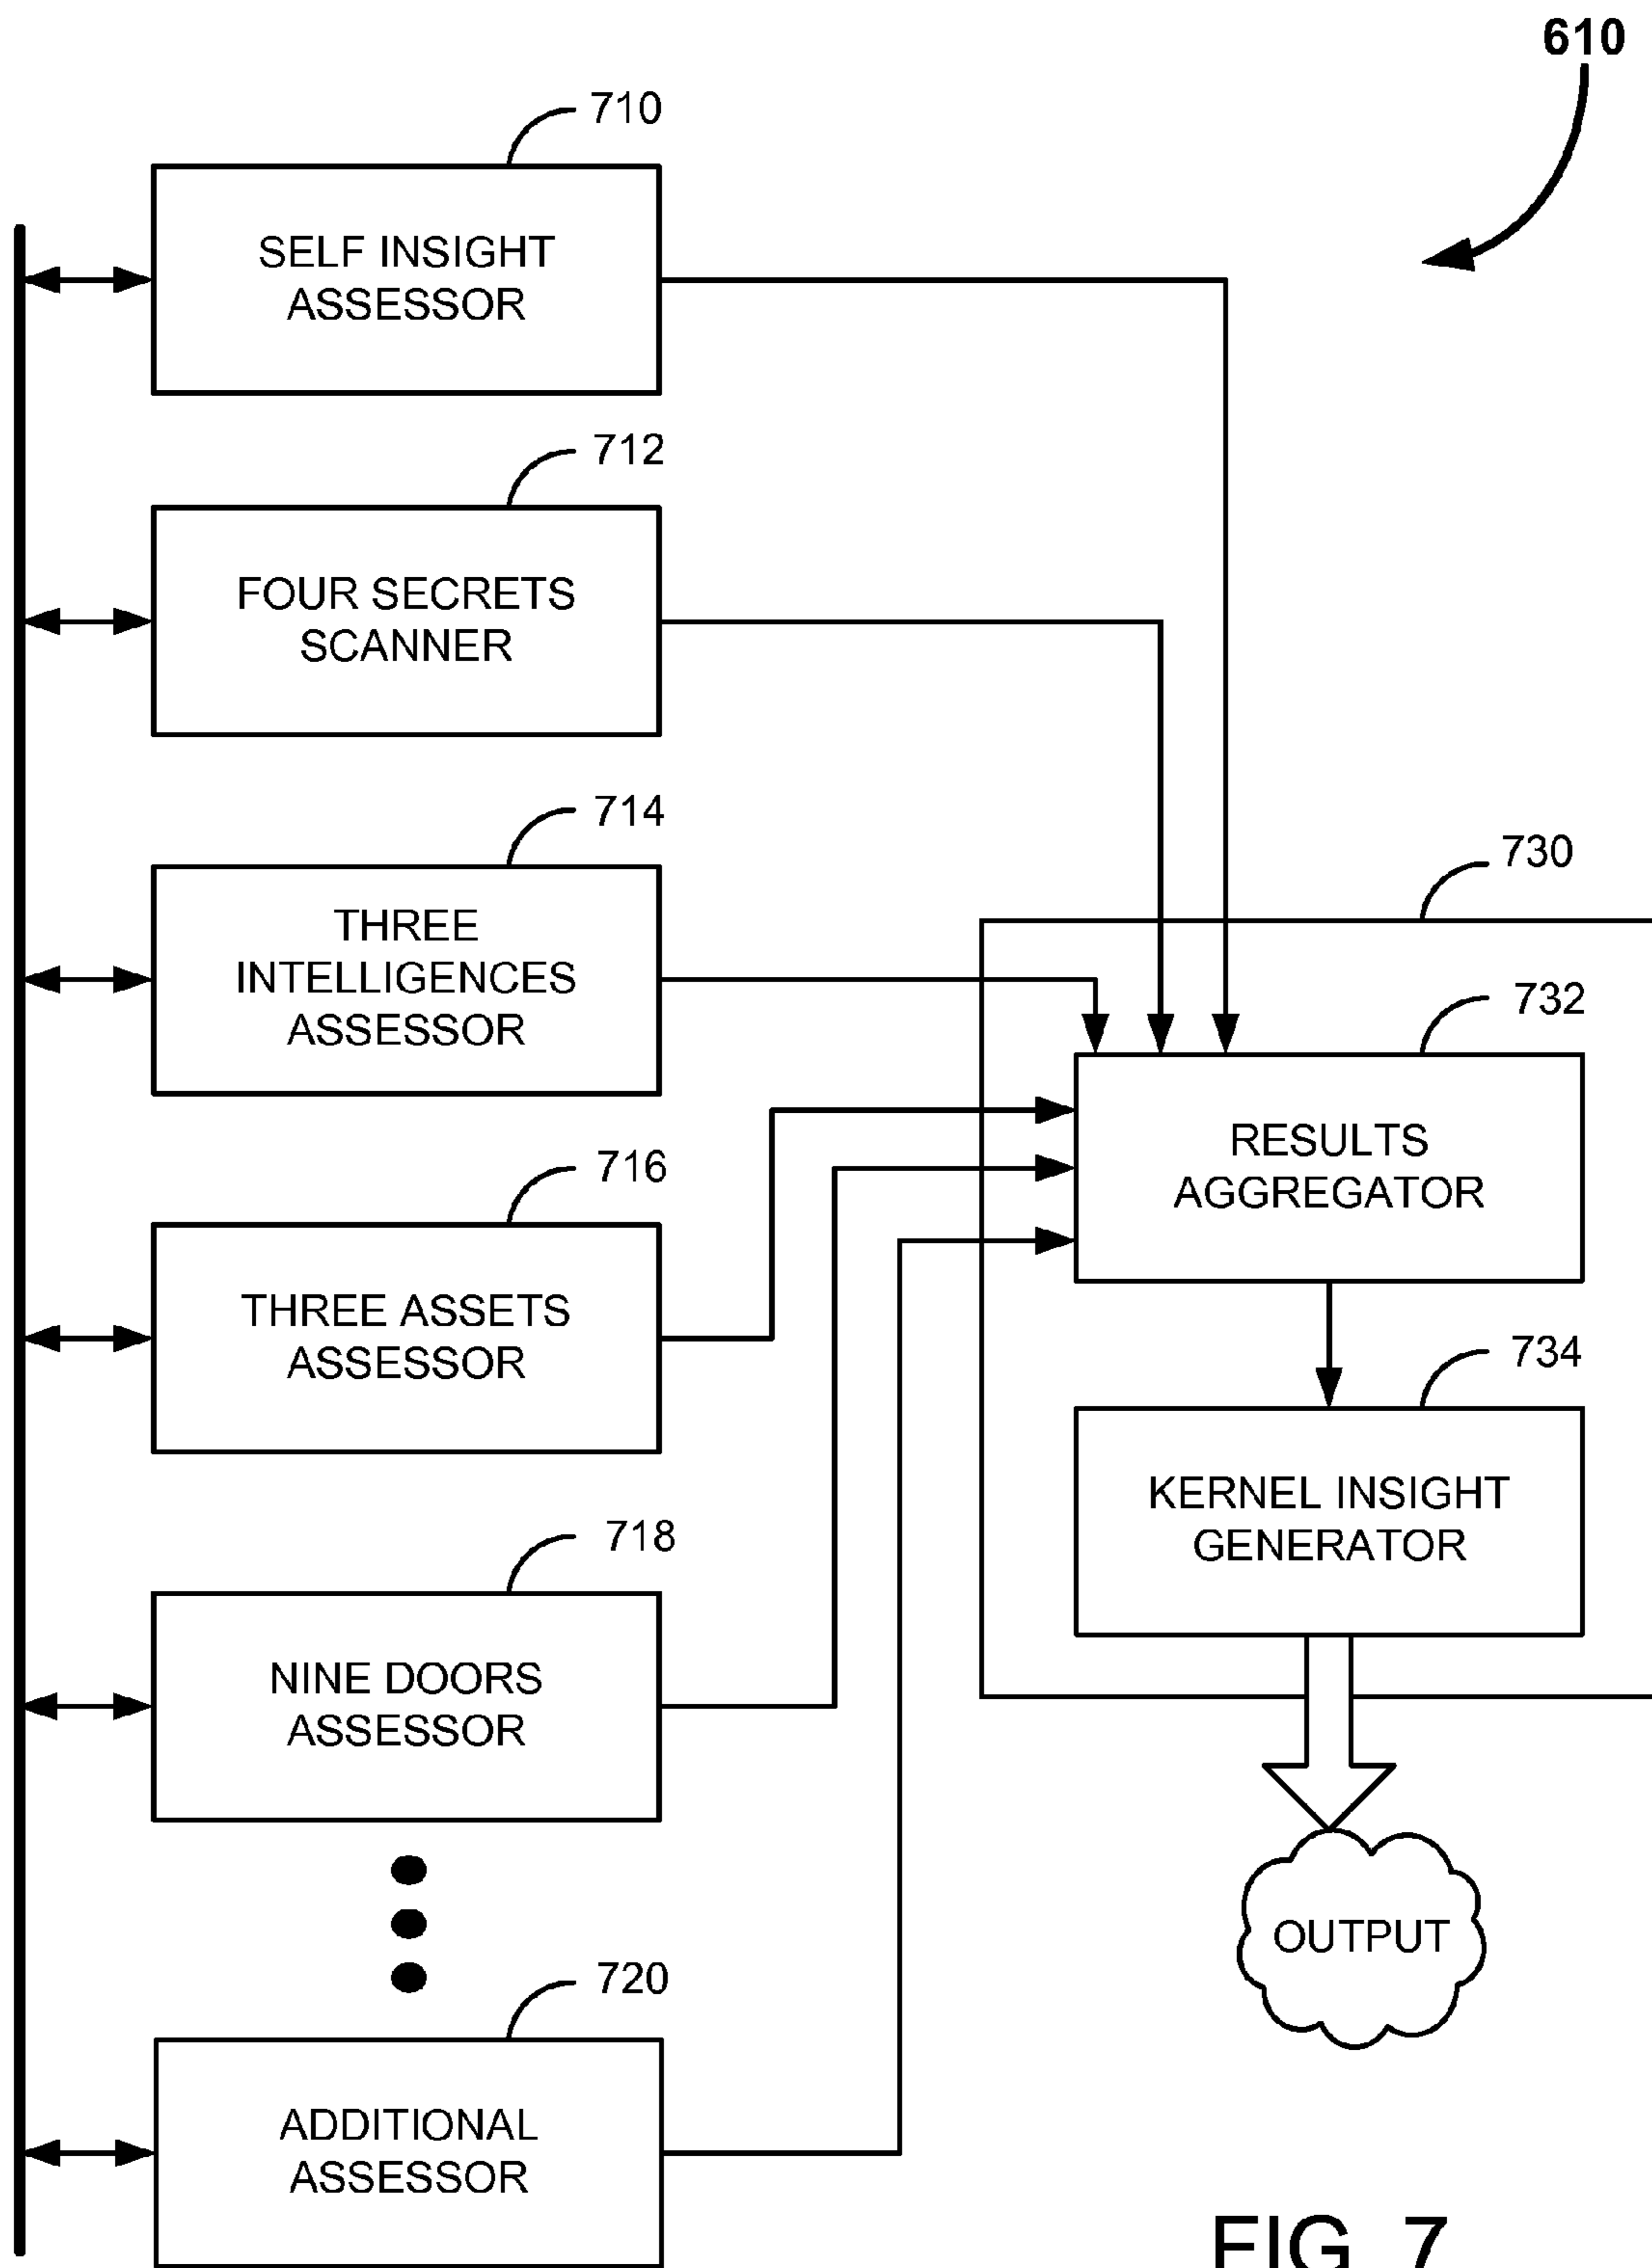 610
710
SELF INSIGHT
ASSESSOR
712
FOUR SECRETS
SCANNER
714
THREE
INTELLIGENCES
ASSESSOR
730
732
RESULTS
AGGREGATOR
716
THREE ASSETS
ASSESSOR
734
KERNEL INSIGHT
GENERATOR
718
NINE DOORS
ASSESSOR
OUTPUT
720
ADDITIONAL
ASSESSOR
FIG. 7